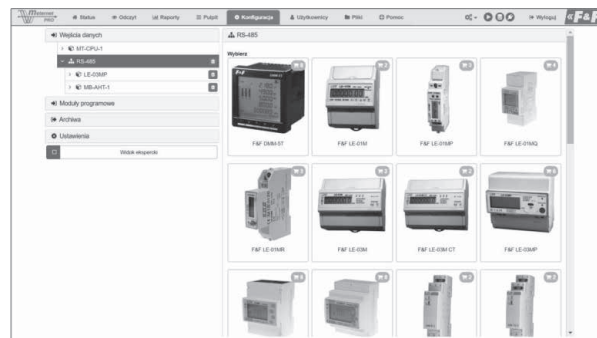 PRO
Status
Odczyt
Raporty
Pulpit
Konfiguracja
Użytkownicy
Pliki
Pomoc
Wyloguj
F&F
Wejścia danych
MT-CPU-1
RS-485
LE-03MP
MB-AHT-1
Moduły programowe
Archiwa
Ustawienia
Widok ekspercki
RS-485
Wybierz
F&F DMM-5T
F&F LE-01M
F&F LE-01MP
F&F LE-01MQ
F&F LE-01MR
F&F LE-03M
F&F LE-03M CT
F&F LE-03MP